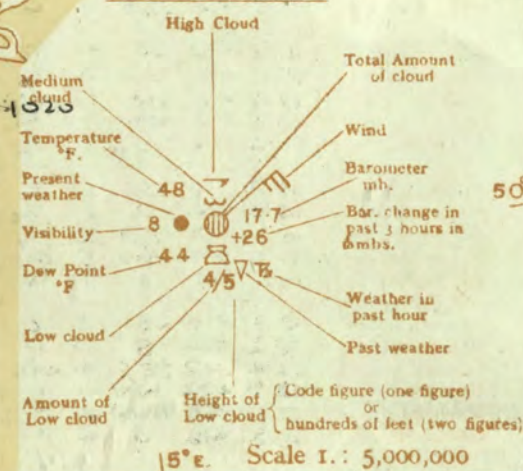 High Cloud
Total Amount
of cloud
Medium
cloud
1020
Wind
Temperature
°F.
48
Barometer
mb.
Present
weather
50°
8
17·7
Bar. change in
past 3 hours in
½mbs.
Visibility
+26
Dew Point
°F
44
4/5
Weather in
past hour
Low cloud
Past weather
Amount of
Low cloud
Height of
Low cloud
Code figure (one figure)
or
hundreds of feet (two figures)
15°E.
Scale 1. : 5,000,000